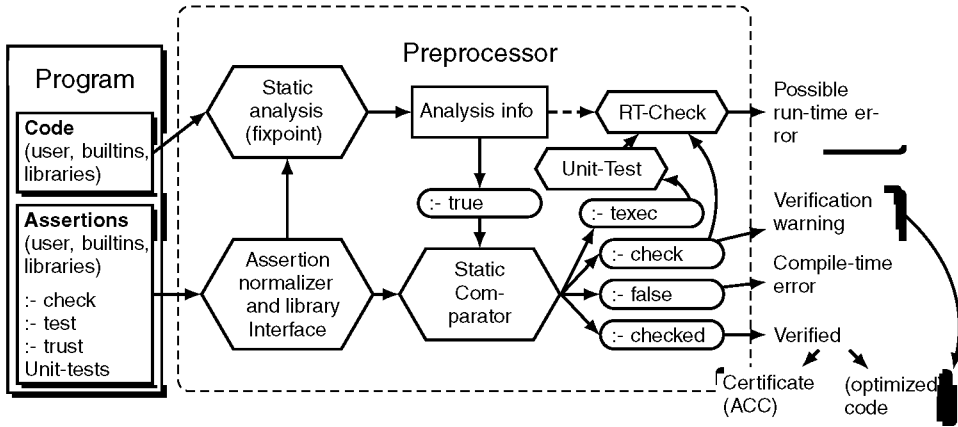 Preprocessor
Program
Code
(user, builtins,
libraries)
Assertions
(user, builtins,
libraries)
:- check
:- test
:- trust
Unit-tests
Static
analysis
(fixpoint)
Assertion
normalizer
and library
Interface
Analysis info
:- true
Static
Com-
parator
RT-Check
Unit-Test
:- texec
:- check
:- false
:- checked
Possible
run-time er-
ror
Verification
warning
Compile-time
error
Verified
Certificate
(ACC)
(optimized)
code